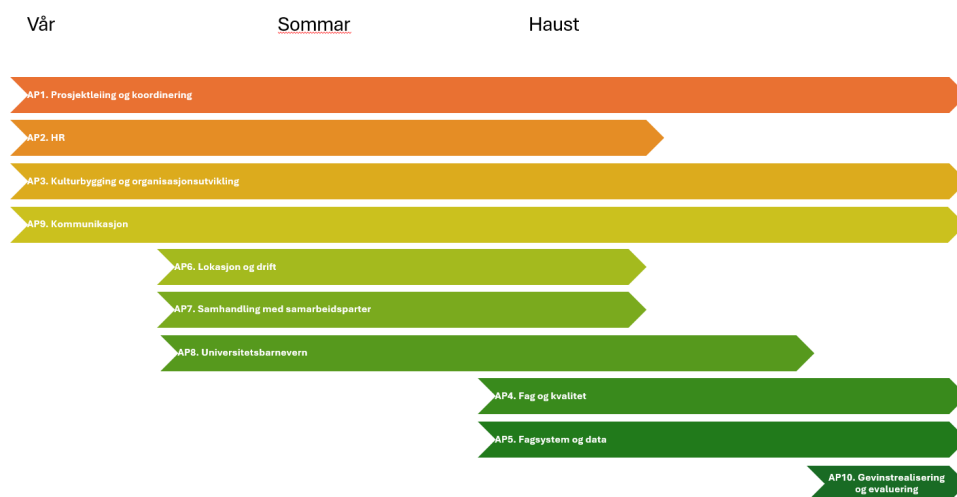 Vår Sommar Haust
AP1. Prosjektleiing og koordinering
AP2. HR
AP3. Kulturbygging og organisasjonsutvikling
AP9. Kommunikasjon
AP6. Lokasjon og drift
AP7. Samhandling med samarbeidsparter
AP8. Universitetsbarnevern
AP4. Fag og kvalitet
AP5. Fagsystem og data
AP10. Gevinstrealisering
og evaluering